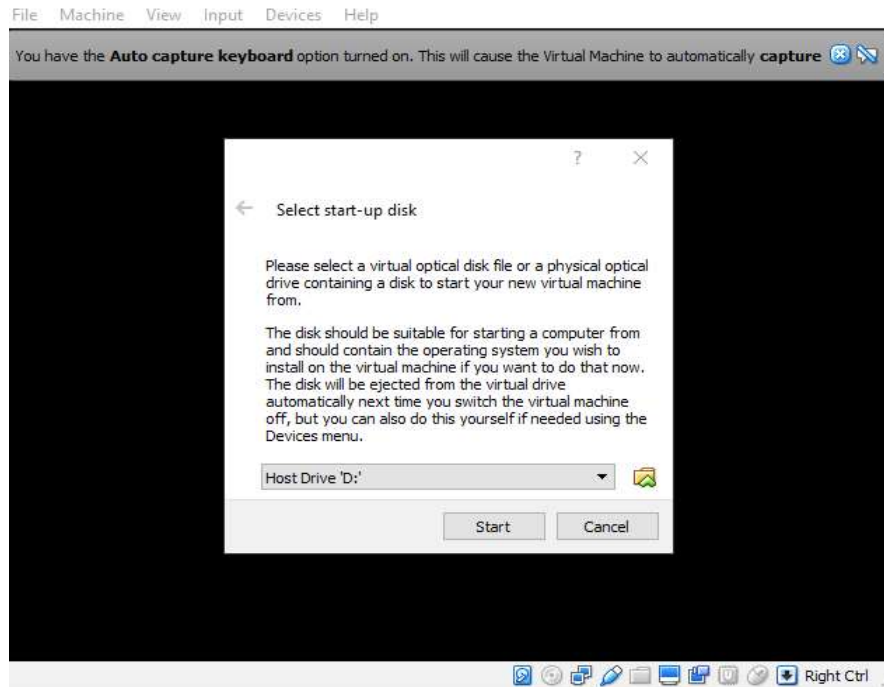 File Machine View Input Devices Help
You have the Auto capture keyboard option turned on. This will cause the Virtual Machine to automatically capture
?
Select start-up disk
Please select a virtual optical disk file or a physical optical
drive containing a disk to start your new virtual machine
from.
The disk should be suitable for starting a computer from
and should contain the operating system you wish to
install on the virtual machine if you want to do that now.
The disk will be ejected from the virtual drive
automatically next time you switch the virtual machine
off, but you can also do this yourself if needed using the
Devices menu.
Host Drive 'D:'
Start Cancel
Right Ctrl